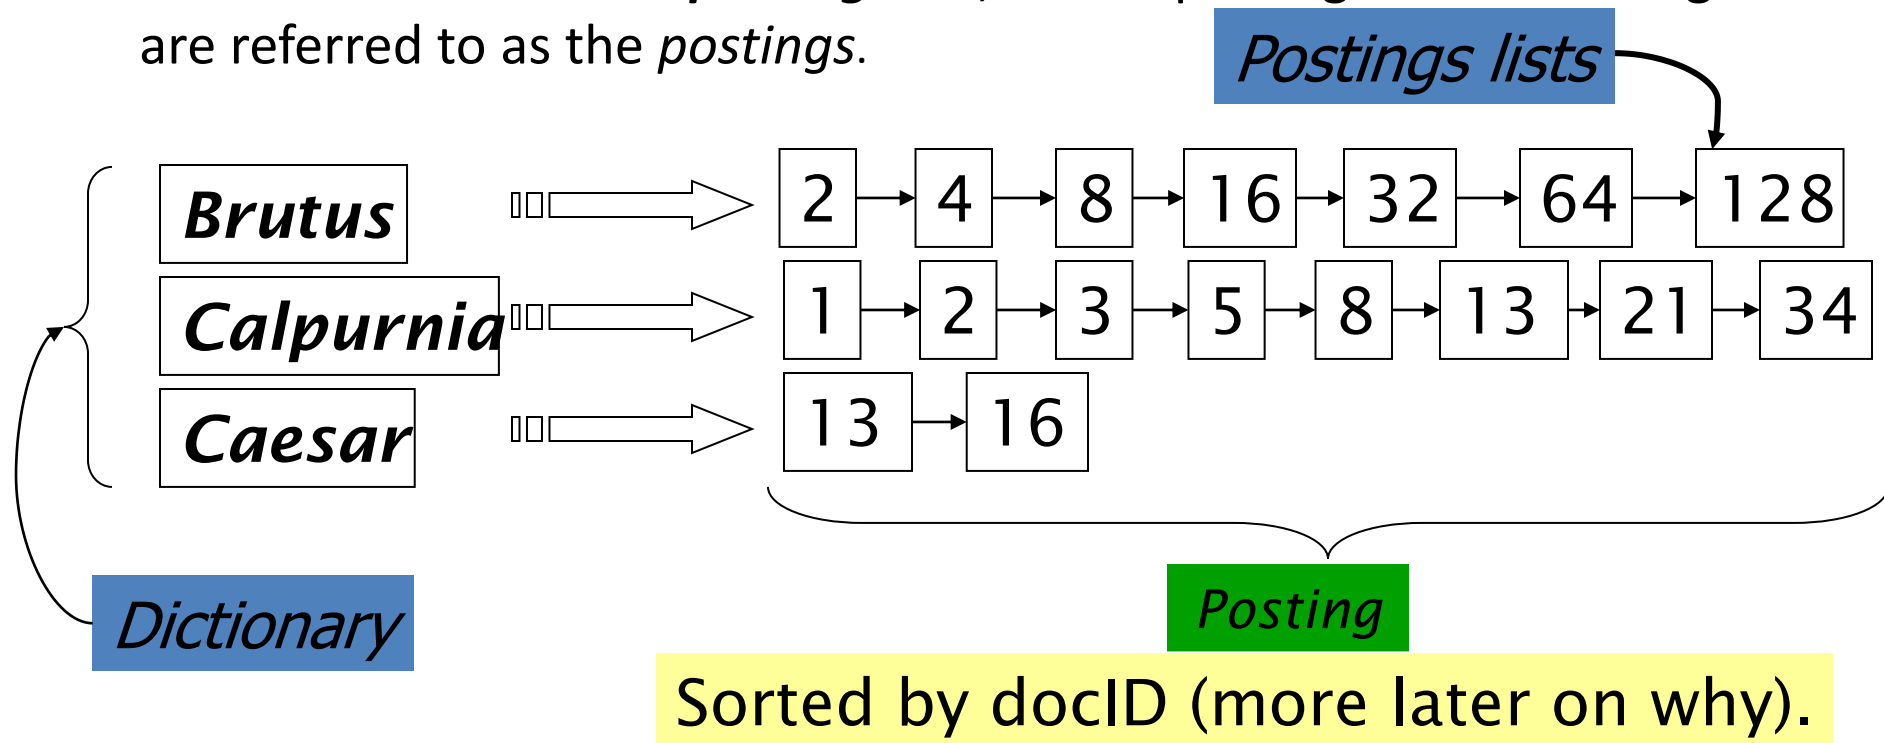 are referred to as the postings.
Postings lists
Brutus 2 4 8 16 32 64 128
Calpurnia 1 2 3 5 8 13 21 34
Caesar 13 16
Dictionary
Posting
Sorted by docID (more later on why).